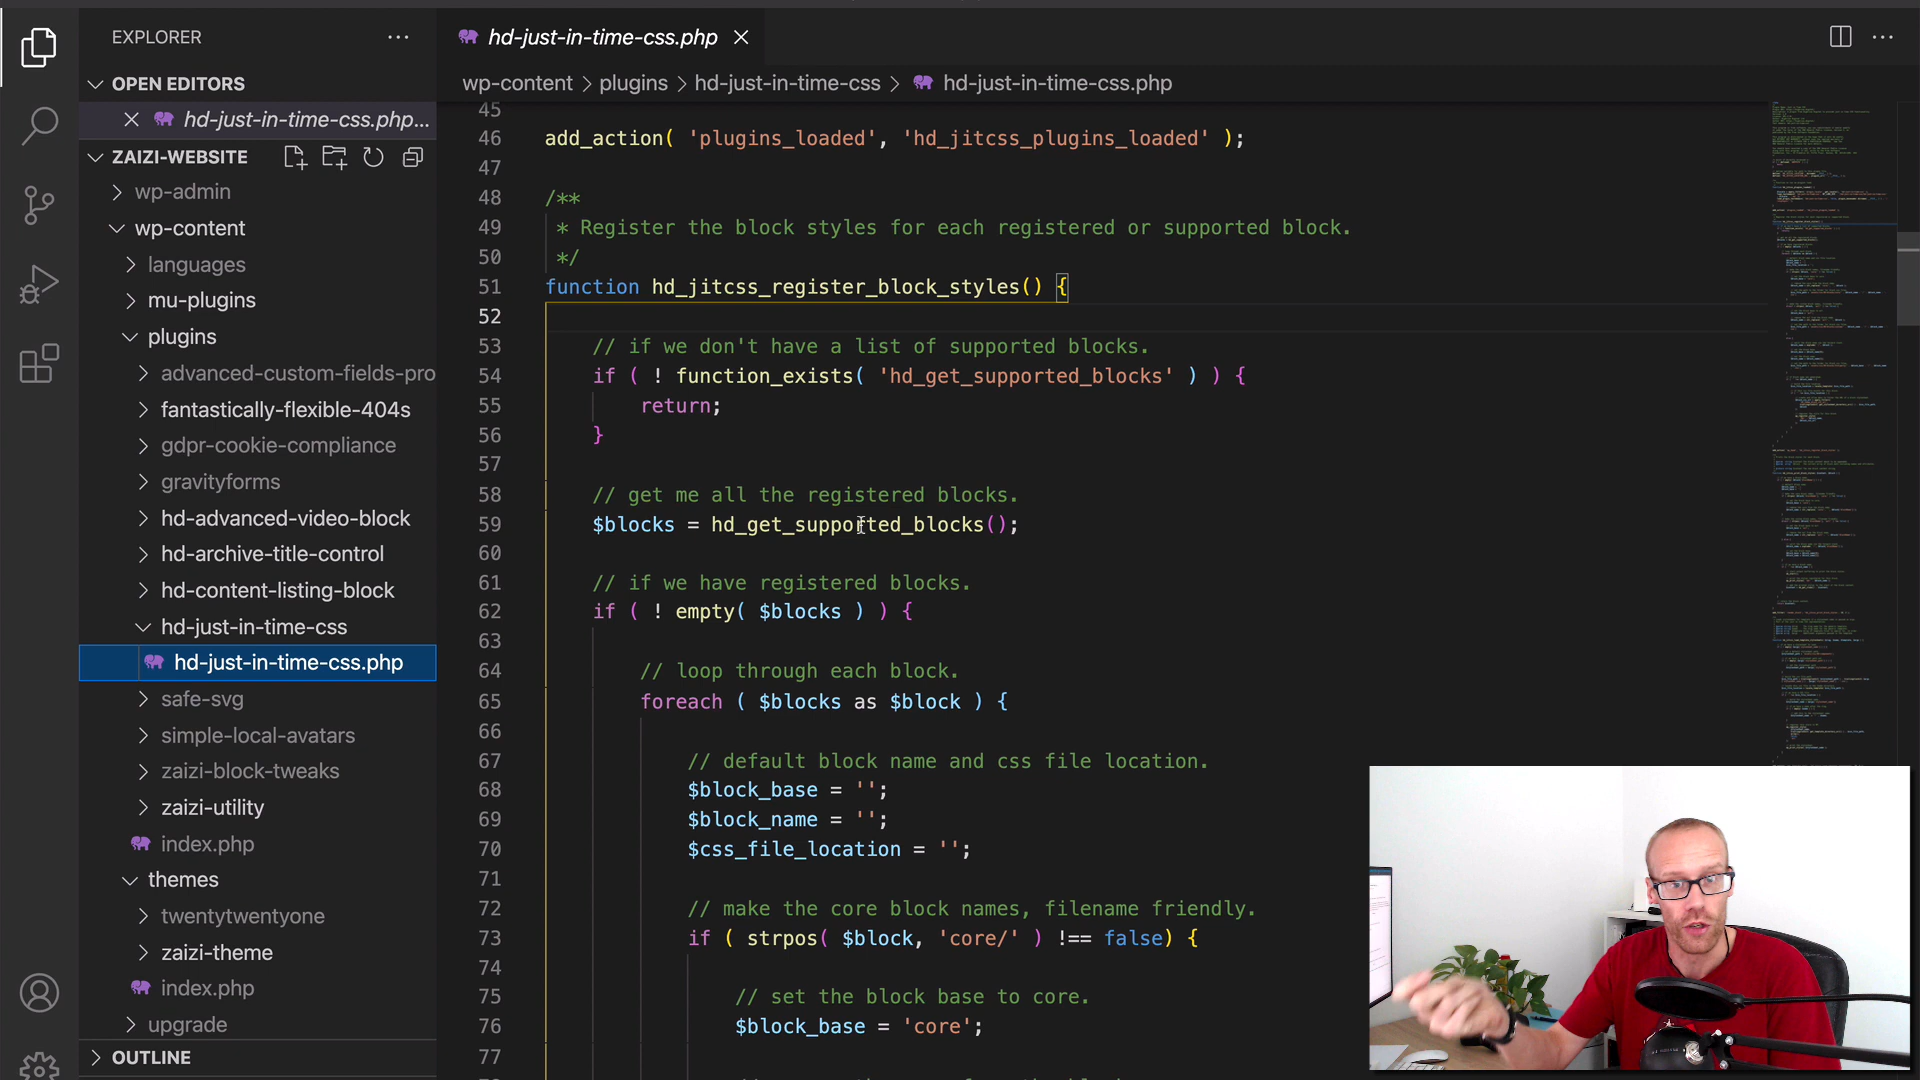 EXPLORER
OPEN EDITORS
hd-just-in-time-css.php...
ZAIZI-WEBSITE
wp-admin
wp-content
languages
mu-plugins
plugins
advanced-custom-fields-pro
fantastically-flexible-404s
gdpr-cookie-compliance
gravityforms
hd-advanced-video-block
hd-archive-title-control
hd-content-listing-block
hd-just-in-time-css
hd-just-in-time-css.php
safe-svg
simple-local-avatars
zaizi-block-tweaks
zaizi-utility
index.php
themes
twentytwentyone
zaizi-theme
index.php
upgrade
OUTLINE
hd-just-in-time-css.php
wp-content > plugins > hd-just-in-time-css > hd-just-in-time-css.php
45
46 add_action( 'plugins_loaded', 'hd_jitcss_plugins_loaded' );
47
48 /**
49 * Register the block styles for each registered or supported block.
50 */
51 function hd_jitcss_register_block_styles() {
52
53 // if we don't have a list of supported blocks.
54 if ( ! function_exists( 'hd_get_supported_blocks' ) ) {
55 return;
56 }
57
58 // get me all the registered blocks.
59 $blocks = hd_get_supported_blocks();
60
61 // if we have registered blocks.
62 if ( ! empty( $blocks ) ) {
63
64 // loop through each block.
65 foreach ( $blocks as $block ) {
66
67 // default block name and css file location.
68 $block_base = '';
69 $block_name = '';
70 $css_file_location = '';
71
72 // make the core block names, filename friendly.
73 if ( strpos( $block, 'core/' ) !== false) {
74
75 // set the block base to core.
76 $block_base = 'core';
77